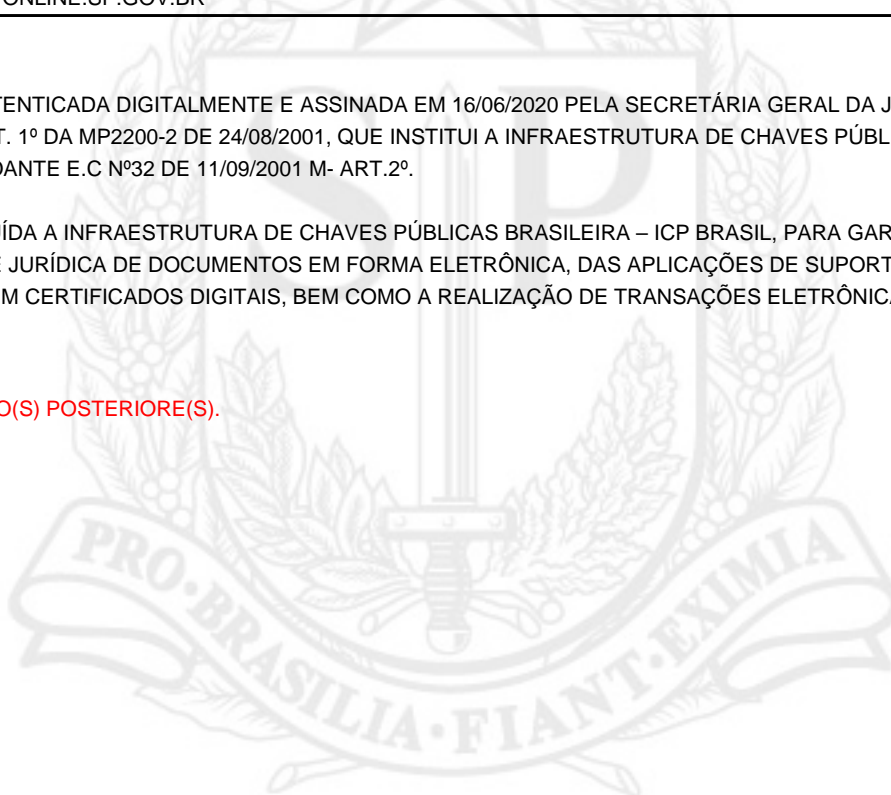 ONLINE.SP.GOV.BR
TENTICADA DIGITALMENTE E ASSINADA EM 16/06/2020 PELA SECRETÁRIA GERAL DA J
T. 1º DA MP2200-2 DE 24/08/2001, QUE INSTITUI A INFRAESTRUTURA DE CHAVES PÚBL
DANTE E.C Nº32 DE 11/09/2001 M- ART.2º.
ÍDA A INFRAESTRUTURA DE CHAVES PÚBLICAS BRASILEIRA – ICP BRASIL, PARA GAR
E JURÍDICA DE DOCUMENTOS EM FORMA ELETRÔNICA, DAS APLICAÇÕES DE SUPORT
M CERTIFICADOS DIGITAIS, BEM COMO A REALIZAÇÃO DE TRANSAÇÕES ELETRÔNICA
O(S) POSTERIORE(S).
SP
PRO·BRASILIA·FIANT·EXIMIA